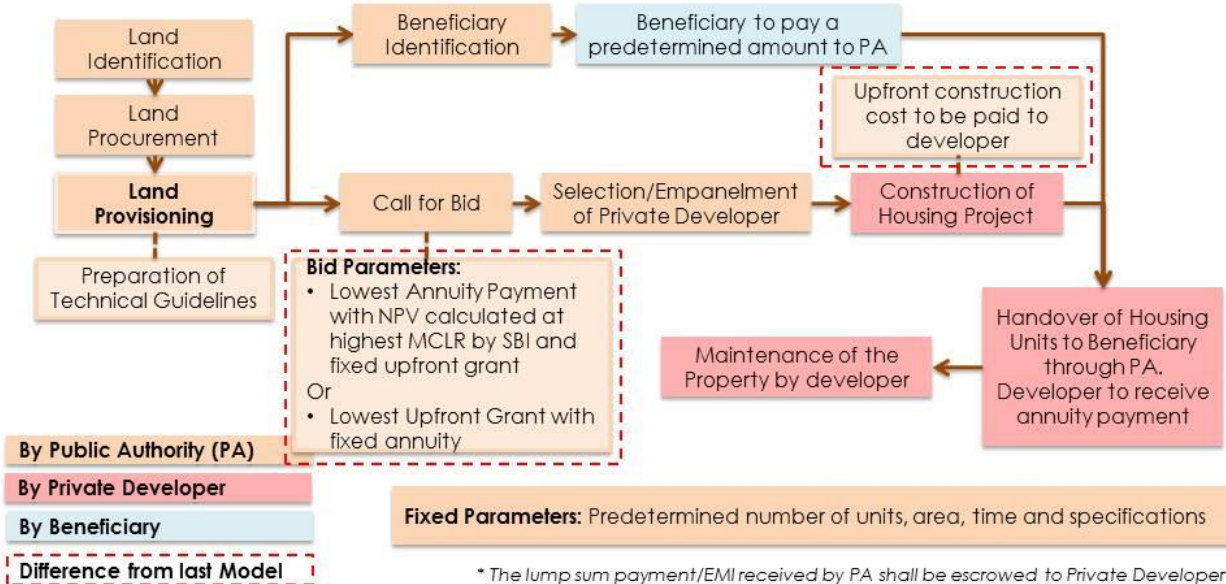 Land
Identification
Land
Procurement
Land
Provisioning
Preparation of
Technical Guidelines
Beneficiary
Identification
Beneficiary to pay a
predetermined amount to PA
Upfront construction
cost to be paid to
developer
Call for Bid
Selection/Empanelment
of Private Developer
Construction of
Housing Project
Bid Parameters:
• Lowest Annuity Payment
with NPV calculated at
highest MCLR by SBI and
fixed upfront grant
Or
• Lowest Upfront Grant with
fixed annuity
Maintenance of the
Property by developer
Handover of Housing
Units to Beneficiary
through PA.
Developer to receive
annuity payment
By Public Authority (PA)
By Private Developer
By Beneficiary
Difference from last Model
Fixed Parameters: Predetermined number of units, area, time and specifications
* The lump sum payment/EMI received by PA shall be escrowed to Private Developer